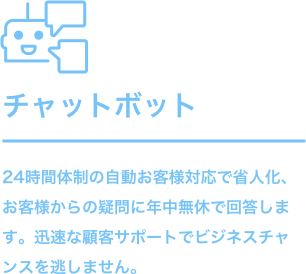 チャットボット
24時間体制の自動お客様対応で省人化、
お客様からの疑問に年中無休で回答しま
す。迅速な顧客サポートでビジネスチャ
ンスを逃しません。